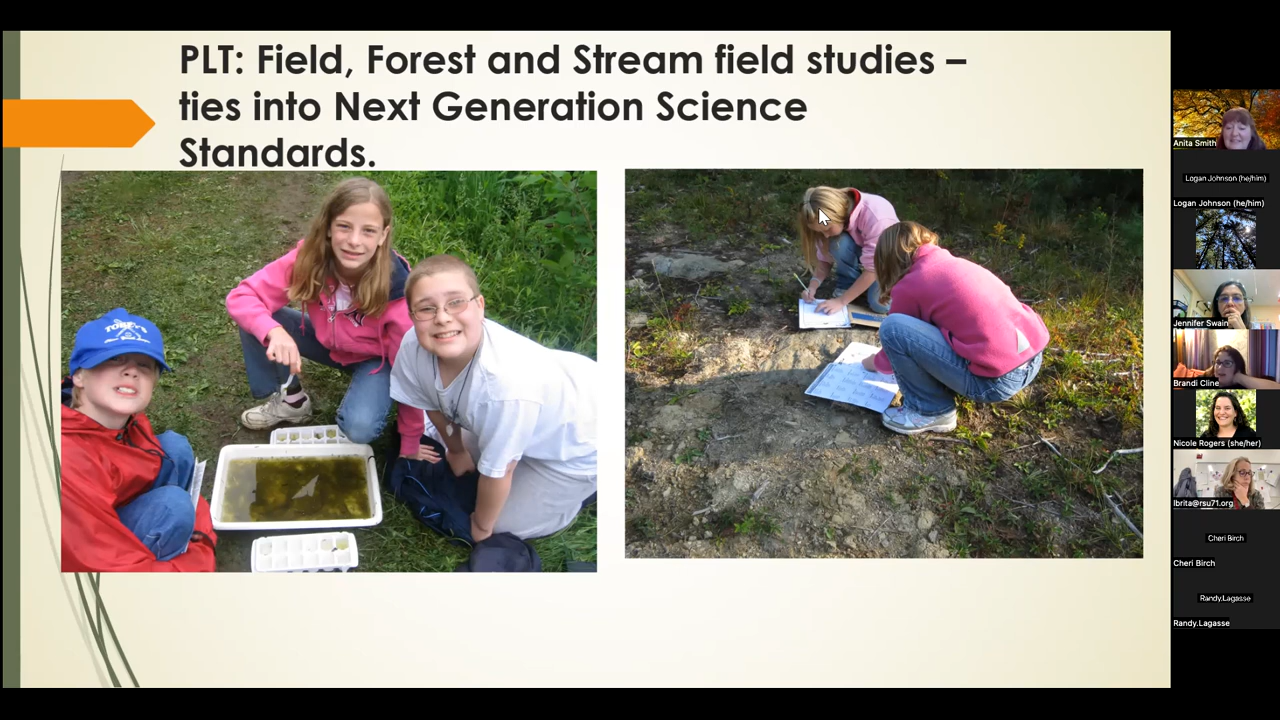 PLT: Field, Forest and Stream field studies –
ties into Next Generation Science
Standards.
TOBEY'S
Anita Smith
Logan Johnson (he/him)
Logan Johnson (he/him)
Jennifer Swain
Brandi Cline
Nicole Rogers (she/her)
lbrita@rsu71.org
Cheri Birch
Cheri Birch
Randy.Lagasse
Randy.Lagasse